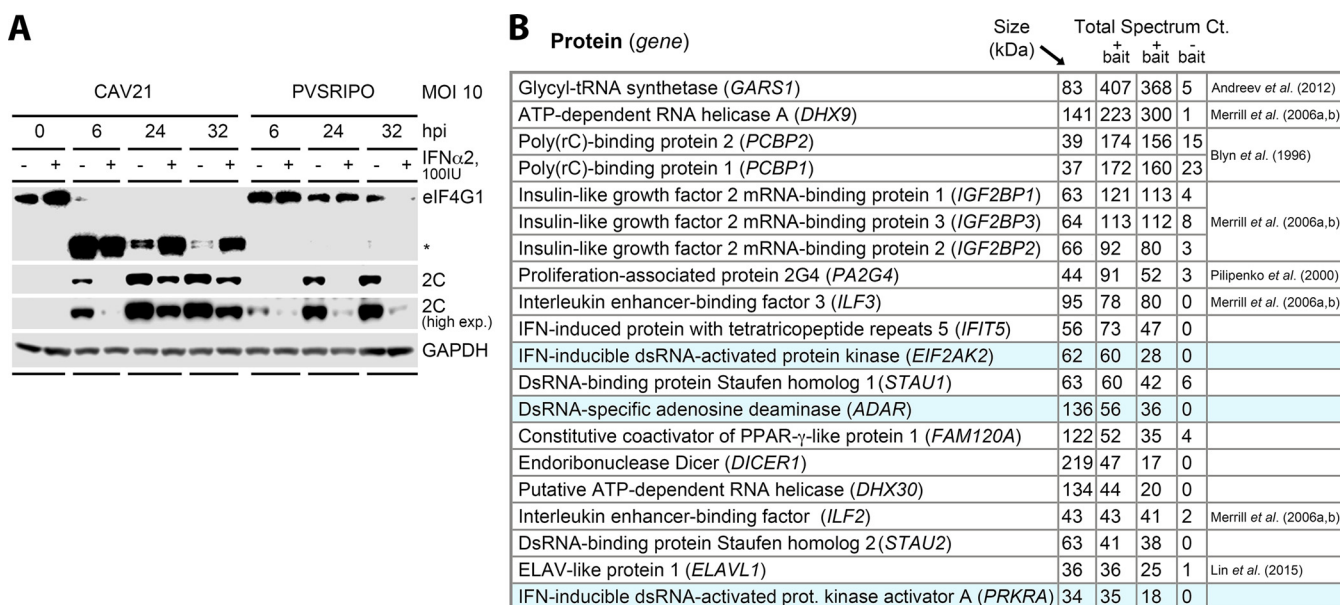 A
CAV21 PVSRIPO MOI 10
0 6 24 32 6 24 32 hpi
- + - + - + - + - + - + - + IFNα2,
100IU
eIF4G1
*
2C
2C
(high exp.)
GAPDH
B
Protein (gene) Size (kDa) Total Spectrum Ct.
+ bait + bait - bait
Glycyl-tRNA synthetase (GARS1) 83 407 368 5 Andreev et al. (2012)
ATP-dependent RNA helicase A (DHX9) 141 223 300 1 Merrill et al. (2006a,b)
Poly(rC)-binding protein 2 (PCBP2) 39 174 156 15
Blyn et al. (1996)
Poly(rC)-binding protein 1 (PCBP1) 37 172 160 23
Insulin-like growth factor 2 mRNA-binding protein 1 (IGF2BP1) 63 121 113 4
Insulin-like growth factor 2 mRNA-binding protein 3 (IGF2BP3) 64 113 112 8 Merrill et al. (2006a,b)
Insulin-like growth factor 2 mRNA-binding protein 2 (IGF2BP2) 66 92 80 3
Proliferation-associated protein 2G4 (PA2G4) 44 91 52 3 Pilipenko et al. (2000)
Interleukin enhancer-binding factor 3 (ILF3) 95 78 80 0 Merrill et al. (2006a,b)
IFN-induced protein with tetratricopeptide repeats 5 (IFIT5) 56 73 47 0
IFN-inducible dsRNA-activated protein kinase (EIF2AK2) 62 60 28 0
DsRNA-binding protein Staufen homolog 1 (STAU1) 63 60 42 6
DsRNA-specific adenosine deaminase (ADAR) 136 56 36 0
Constitutive coactivator of PPAR-γ-like protein 1 (FAM120A) 122 52 35 4
Endoribonuclease Dicer (DICER1) 219 47 17 0
Putative ATP-dependent RNA helicase (DHX30) 134 44 20 0
Interleukin enhancer-binding factor (ILF2) 43 43 41 2 Merrill et al. (2006a,b)
DsRNA-binding protein Staufen homolog 2 (STAU2) 63 41 38 0
ELAV-like protein 1 (ELAVL1) 36 36 25 1 Lin et al. (2015)
IFN-inducible dsRNA-activated prot. kinase activator A (PRKRA) 34 35 18 0